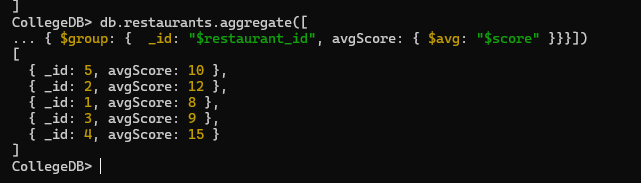 ]
CollegeDB> db.restaurants.aggregate([
... { $group: {  _id: "$restaurant_id", avgScore: { $avg: "$score" }}}])
[
  { _id: 5, avgScore: 10 },
  { _id: 2, avgScore: 12 },
  { _id: 1, avgScore: 8 },
  { _id: 3, avgScore: 9 },
  { _id: 4, avgScore: 15 }
]
CollegeDB>